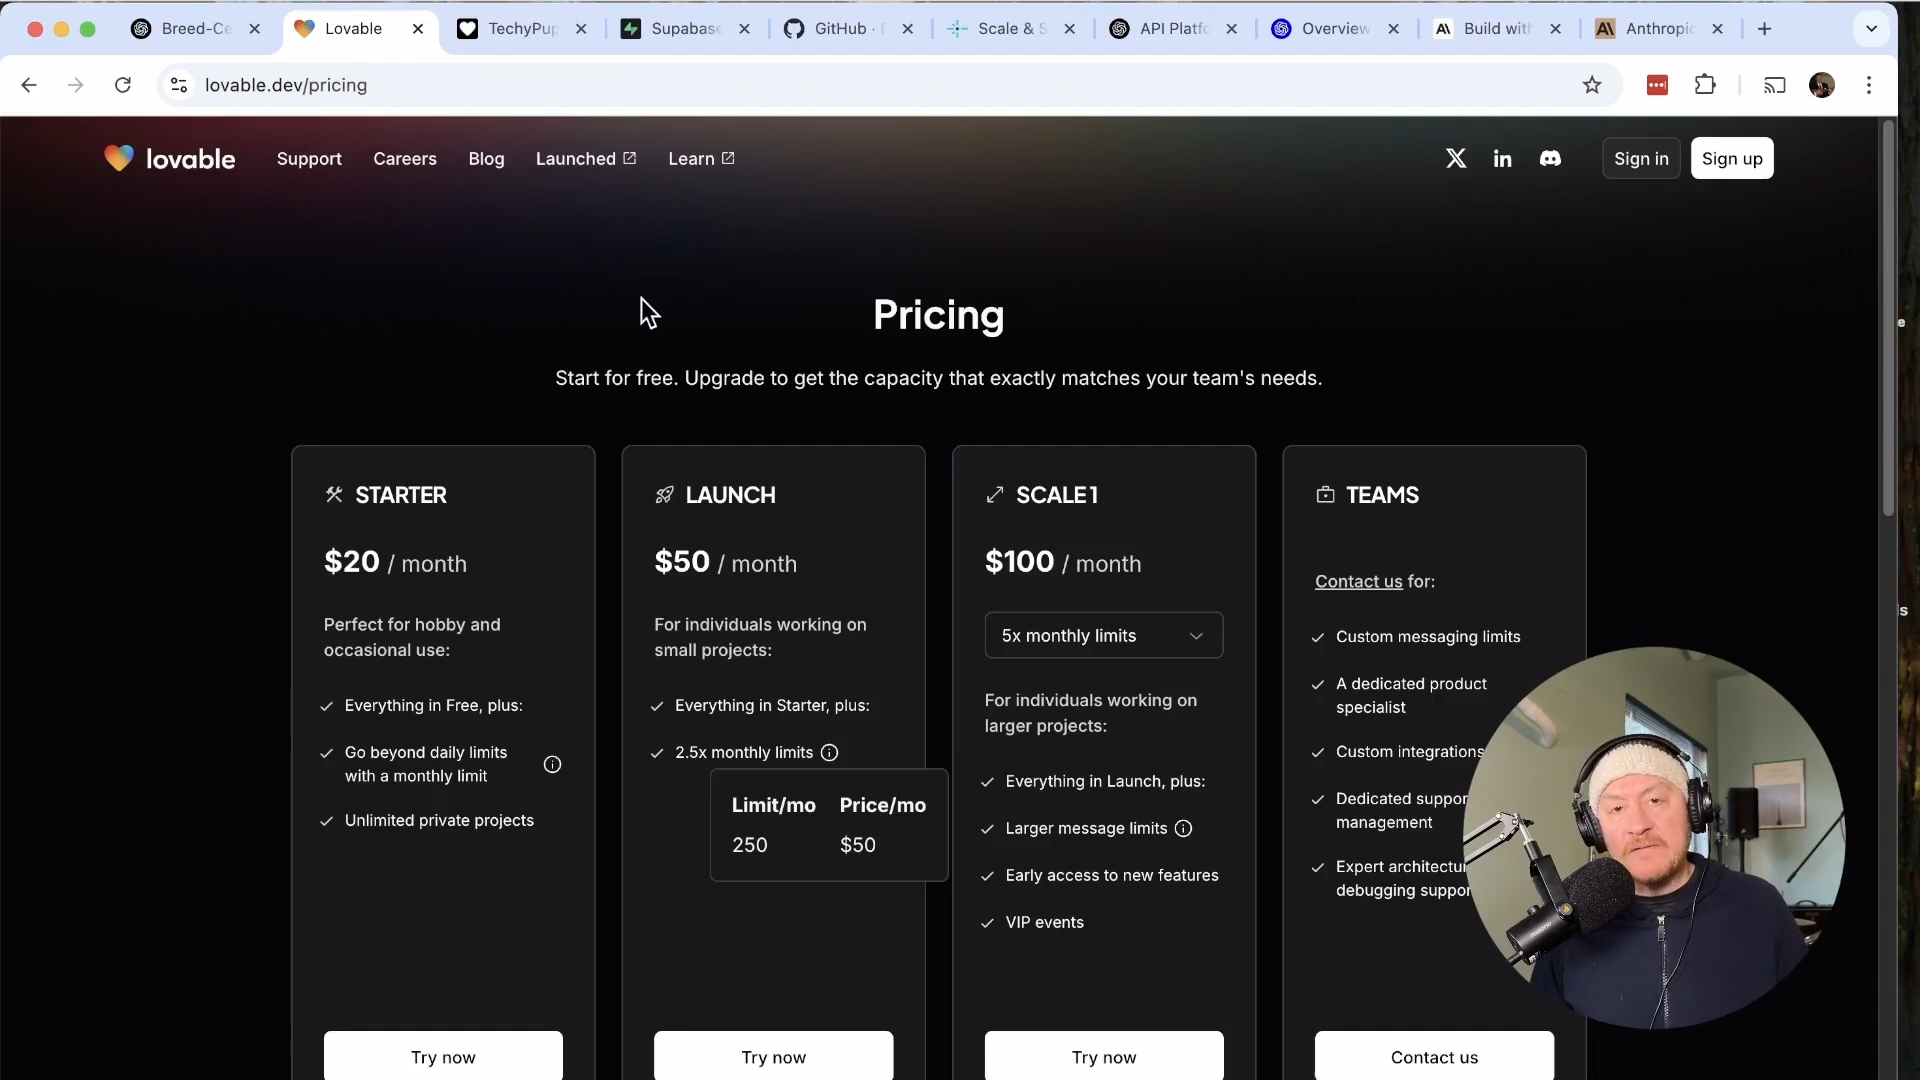 Breed-Ce
Lovable
TechyPup
Supabase
GitHub ·
Scale & S
API Platfo
Overview
Build with
Anthropic
lovable.dev/pricing
lovable
Support
Careers
Blog
Launched
Learn
Sign in
Sign up
Pricing
Start for free. Upgrade to get the capacity that exactly matches your team's needs.
STARTER
$20 / month
Perfect for hobby and
occasional use:
Everything in Free, plus:
Go beyond daily limits
with a monthly limit
Unlimited private projects
Try now
LAUNCH
$50 / month
For individuals working on
small projects:
Everything in Starter, plus:
2.5x monthly limits
Limit/mo Price/mo
250 $50
Try now
SCALE 1
$100 / month
5x monthly limits
For individuals working on
larger projects:
Everything in Launch, plus:
Larger message limits
Early access to new features
VIP events
Try now
TEAMS
Contact us for:
Custom messaging limits
A dedicated product
specialist
Custom integrations
Dedicated suppor
management
Expert architectu
debugging suppor
Contact us